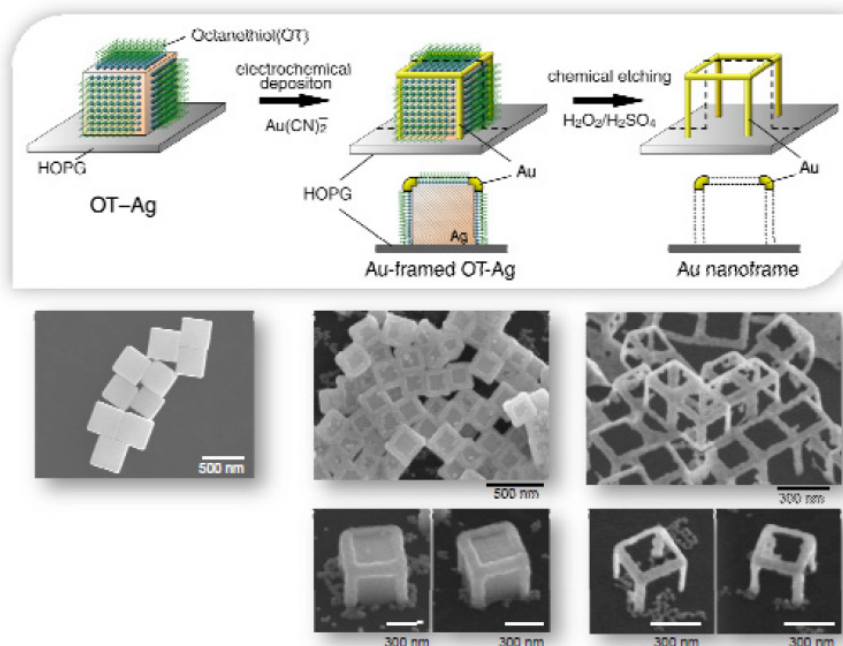 Octanethiol(OT)
electrochemical
depositon
Au(CN)₂⁻
chemical etching
H₂O₂/H₂SO₄
HOPG
HOPG
Au
Au
OT–Ag
Ag
Au-framed OT-Ag
Au nanoframe
500 nm
500 nm
300 nm
300 nm
300 nm
300 nm
300 nm